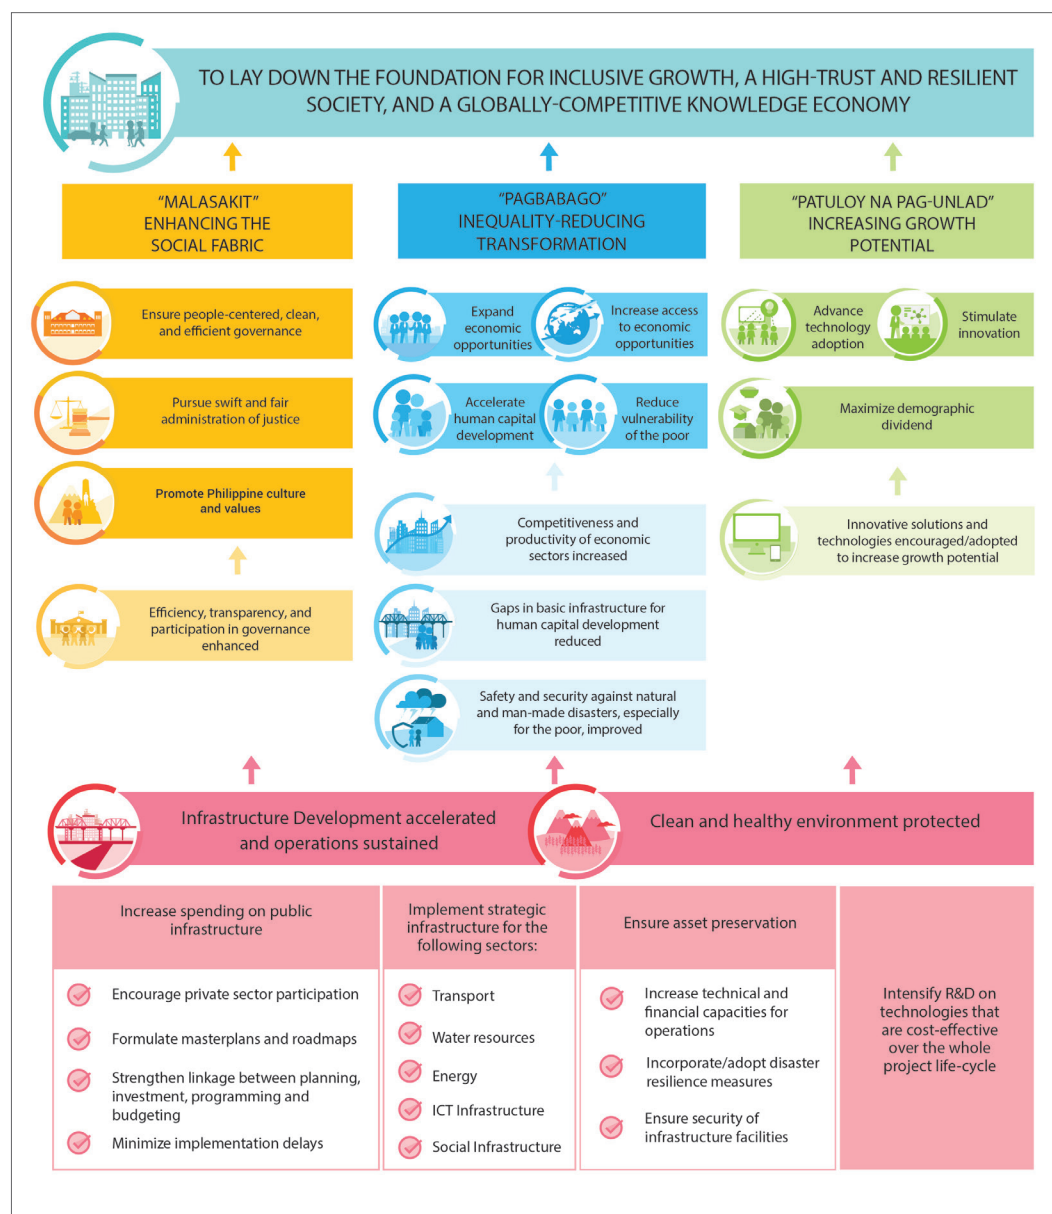 TO LAY DOWN THE FOUNDATION FOR INCLUSIVE GROWTH, A HIGH-TRUST AND RESILIENT
SOCIETY, AND A GLOBALLY-COMPETITIVE KNOWLEDGE ECONOMY
“MALASAKIT”
ENHANCING THE
SOCIAL FABRIC
“PAGBABAGO”
INEQUALITY-REDUCING
TRANSFORMATION
“PATULOY NA PAG-UNLAD”
INCREASING GROWTH
POTENTIAL
Ensure people-centered, clean,
and efficient governance
Pursue swift and fair
administration of justice
Promote Philippine culture
and values
Efficiency, transparency, and
participation in governance
enhanced
Expand
economic
opportunities
Increase access
to economic
opportunities
Accelerate
human capital
development
Reduce
vulnerability
of the poor
Competitiveness and
productivity of economic
sectors increased
Gaps in basic infrastructure for
human capital development
reduced
Safety and security against natural
and man-made disasters, especially
for the poor, improved
Advance
technology
adoption
Stimulate
innovation
Maximize demographic
dividend
Innovative solutions and
technologies encouraged/adopted
to increase growth potential
Infrastructure Development accelerated
and operations sustained
Clean and healthy environment protected
Increase spending on public
infrastructure
Encourage private sector participation
Formulate masterplans and roadmaps
Strengthen linkage between planning,
investment, programming and
budgeting
Minimize implementation delays
Implement strategic
infrastructure for the
following sectors:
Transport
Water resources
Energy
ICT Infrastructure
Social Infrastructure
Ensure asset preservation
Increase technical and
financial capacities for
operations
Incorporate/adopt disaster
resilience measures
Ensure security of
infrastructure facilities
Intensify R&D on
technologies that
are cost-effective
over the whole
project life-cycle